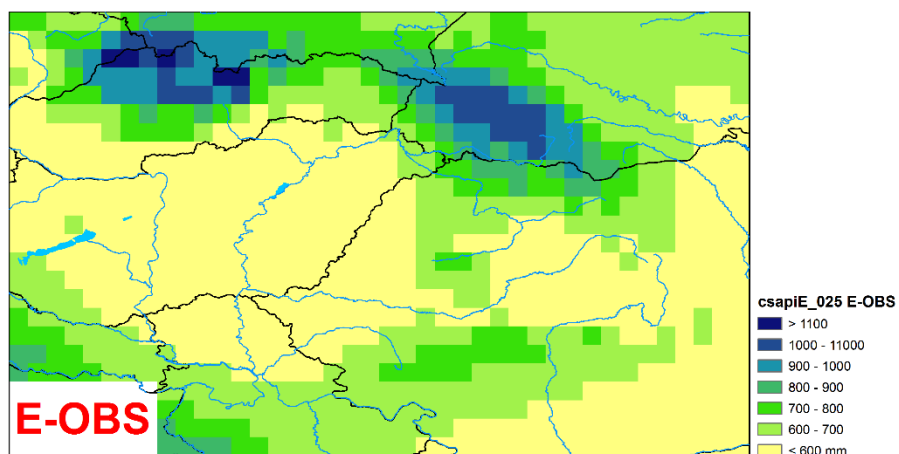 csapiE_025 E-OBS
> 1100
1000 - 11000
900 - 1000
800 - 900
700 - 800
600 - 700
< 600 mm
E-OBS